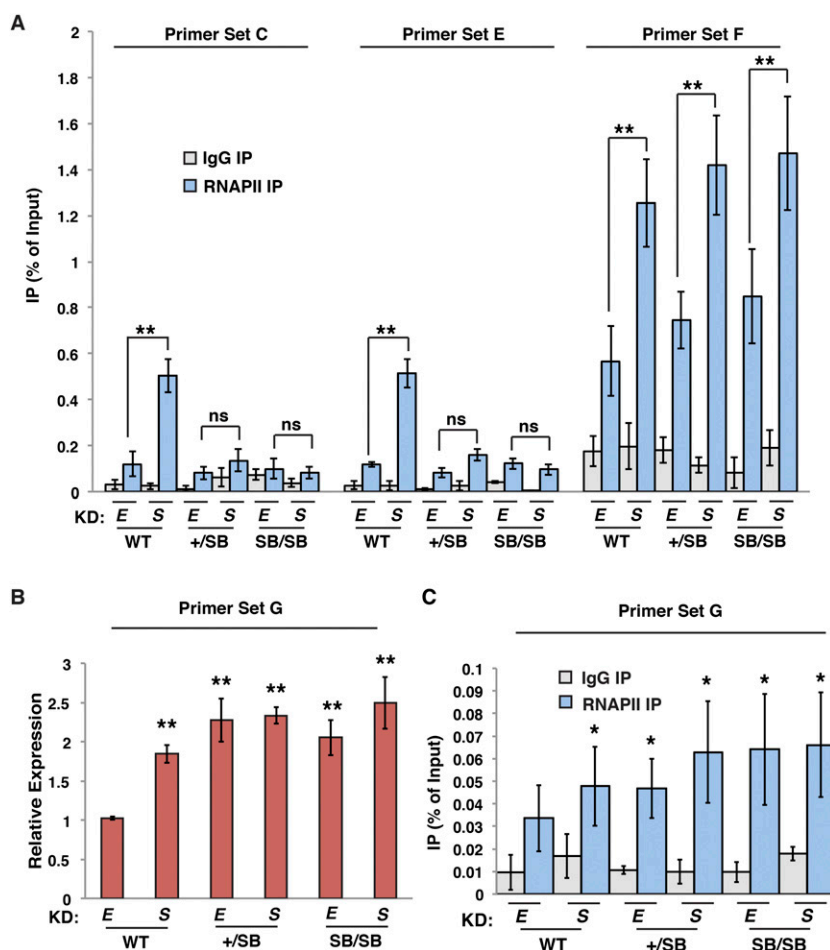 A
Primer Set C Primer Set E Primer Set F
2
1.8
1.6
1.4
1.2
1
0.8
0.6
0.4
0.2
0
IP (% of Input)
IgG IP
RNAPII IP
** ns ns ** ns ns ** ** **
KD: E S E S E S E S E S E S E S E S E S
WT +/SB SB/SB WT +/SB SB/SB WT +/SB SB/SB
B
Primer Set G
3
2.5
2
1.5
1
0.5
0
Relative Expression
** ** ** ** **
KD: E S E S E S
WT +/SB SB/SB
C
Primer Set G
0.1
0.09
0.08
0.07
0.06
0.05
0.04
0.03
0.02
0.01
0
IP (% of Input)
IgG IP
RNAPII IP
* * * * *
KD: E S E S E S
WT +/SB SB/SB